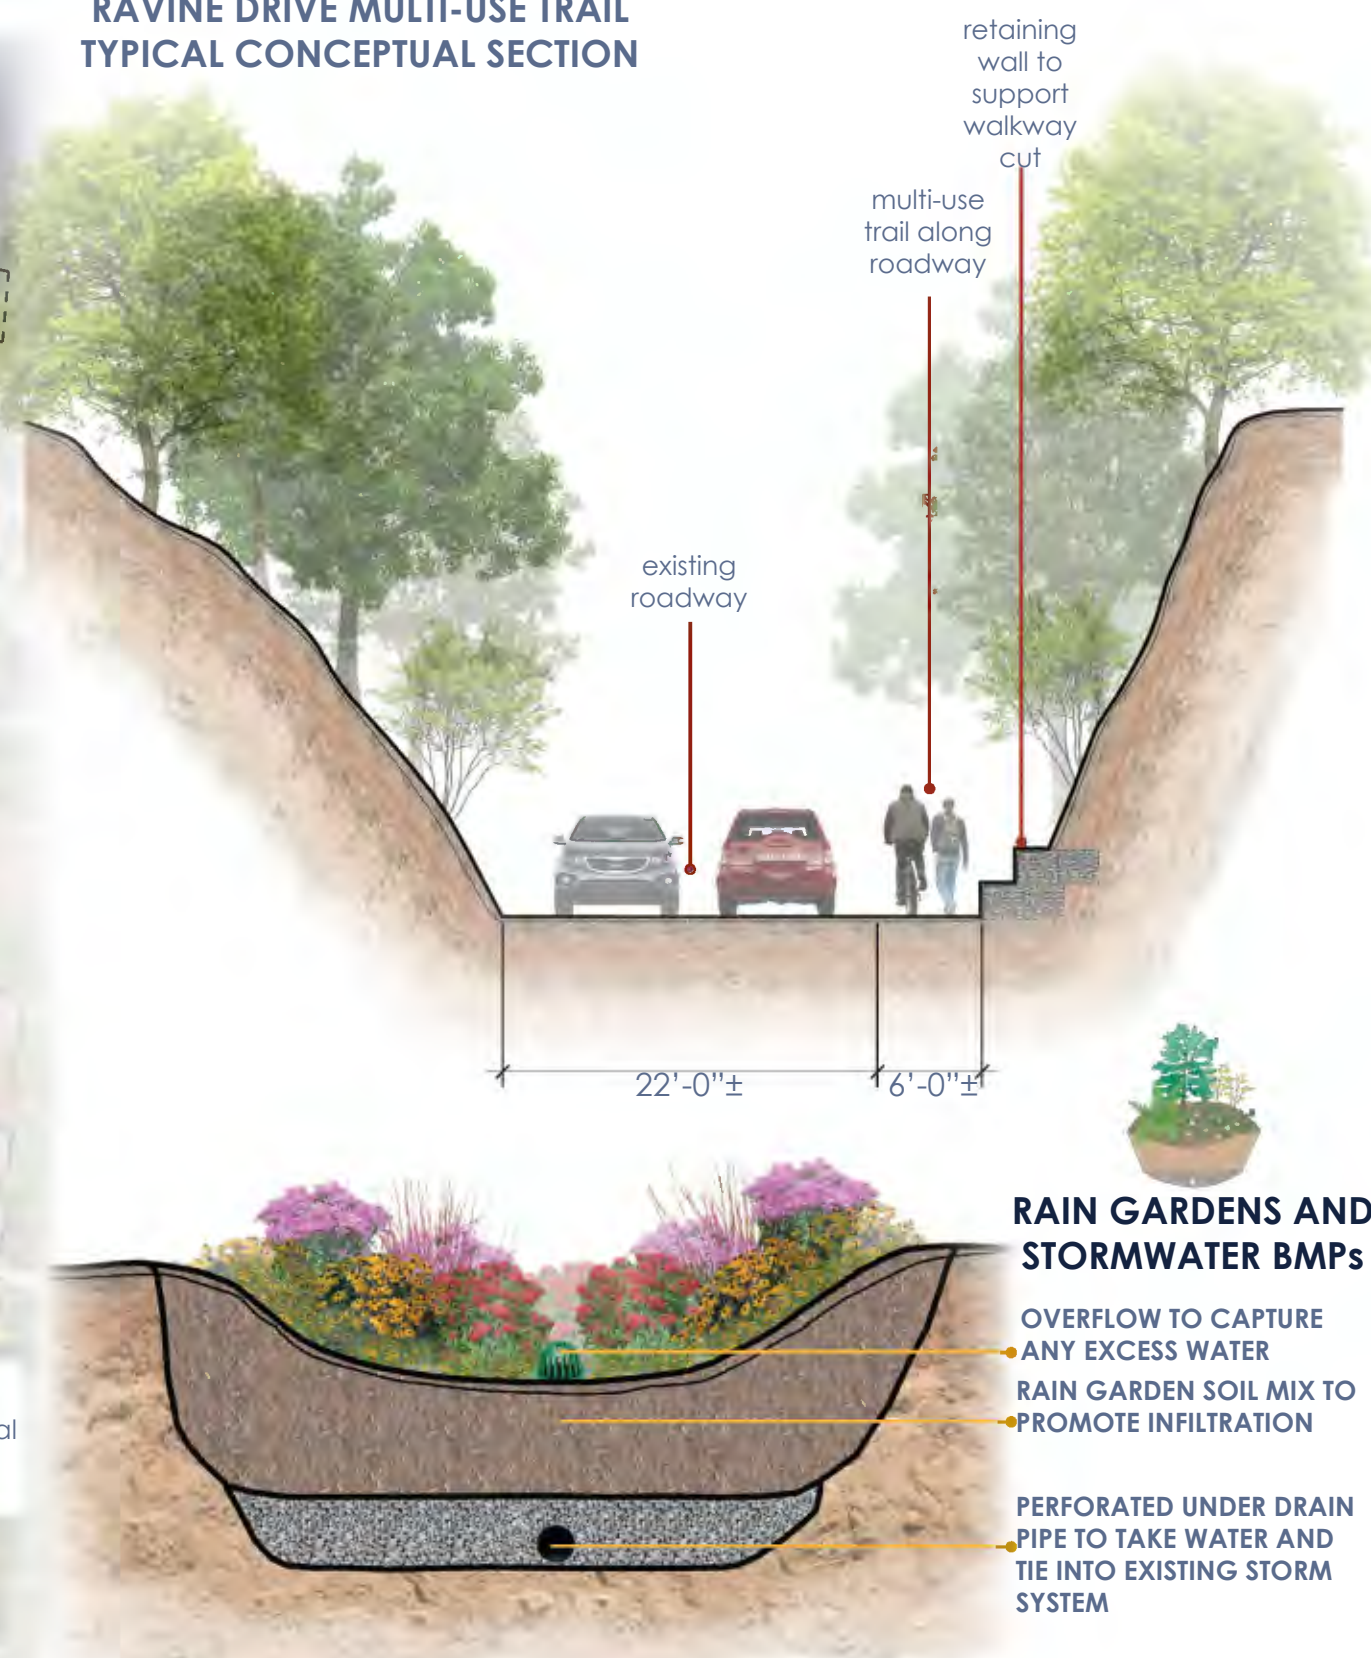 RAVINE DRIVE MULTI-USE TRAIL
TYPICAL CONCEPTUAL SECTION
retaining
wall to
support
walkway
cut
multi-use
trail along
roadway
existing
roadway
22'-0"±
6'-0"±
RAIN GARDENS AND
STORMWATER BMPs
OVERFLOW TO CAPTURE
ANY EXCESS WATER
RAIN GARDEN SOIL MIX TO
PROMOTE INFILTRATION
PERFORATED UNDER DRAIN
PIPE TO TAKE WATER AND
TIE INTO EXISTING STORM
SYSTEM